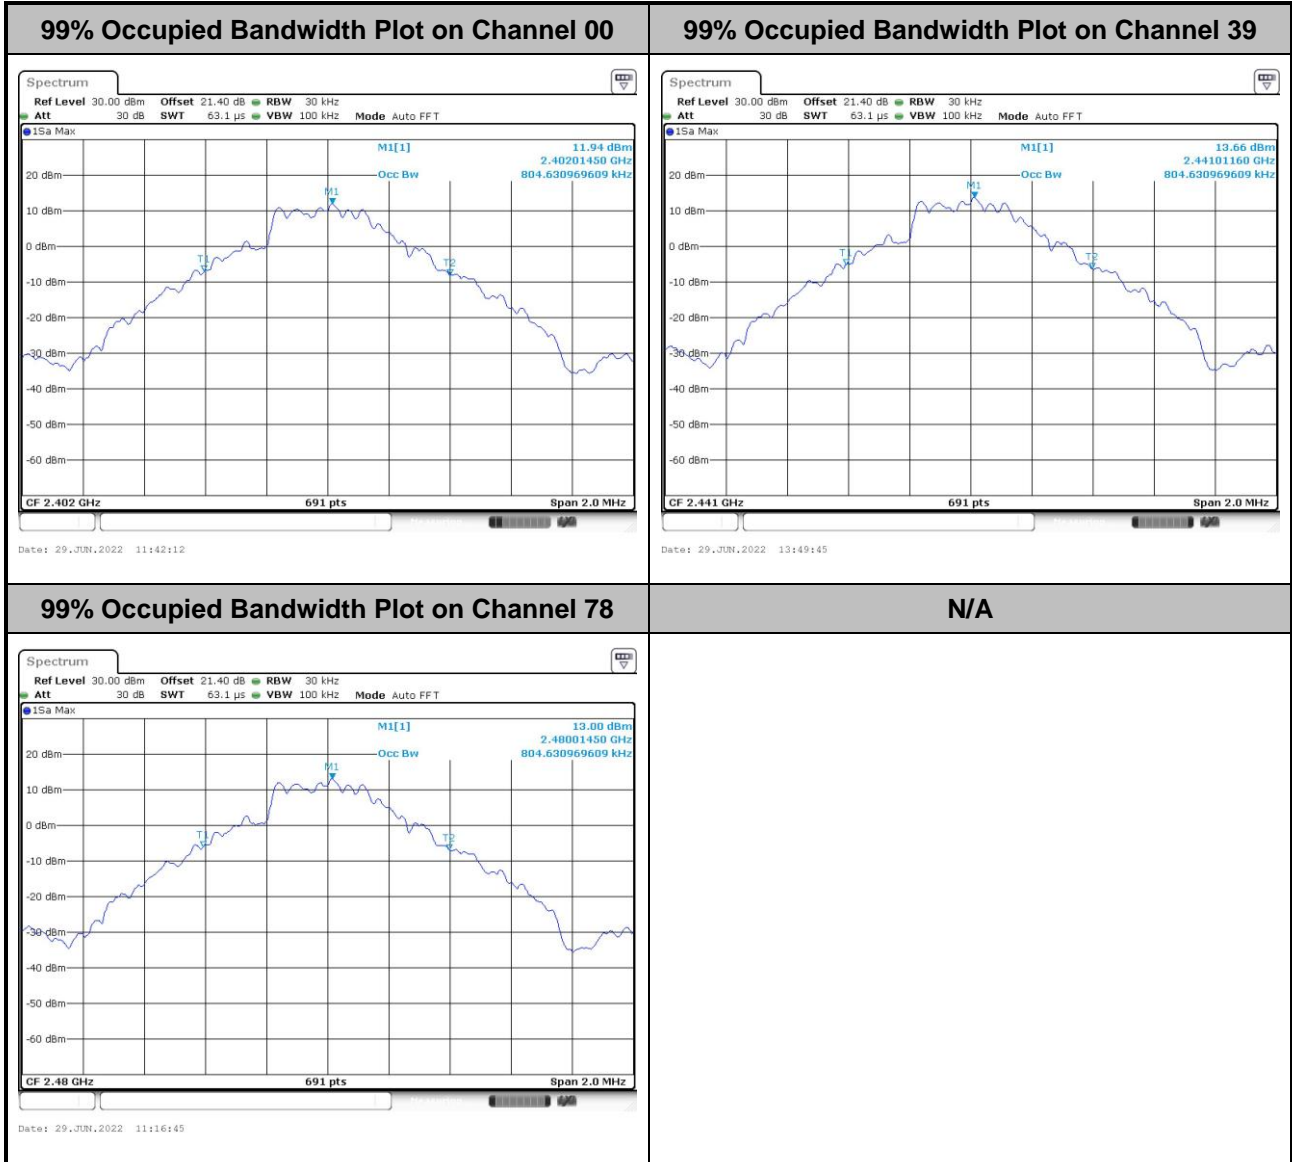 99% Occupied Bandwidth Plot on Channel 00
99% Occupied Bandwidth Plot on Channel 39
Spectrum
Ref Level 30.00 dBm Offset 21.40 dB RBW 30 kHz
Att 30 dB SWT 63.1 µs VBW 100 kHz Mode Auto FFT
1Sa Max
M1[1] 11.94 dBm
2.40201450 GHz
Occ Bw 804.630969609 kHz
20 dBm
M1
10 dBm
0 dBm
T1
T2
-10 dBm
-20 dBm
-30 dBm
-40 dBm
-50 dBm
-60 dBm
CF 2.402 GHz 691 pts Span 2.0 MHz
Date: 29.JUN.2022 11:42:12
Spectrum
Ref Level 30.00 dBm Offset 21.40 dB RBW 30 kHz
Att 30 dB SWT 63.1 µs VBW 100 kHz Mode Auto FFT
1Sa Max
M1[1] 13.66 dBm
2.44101160 GHz
Occ Bw 804.630969609 kHz
20 dBm
M1
10 dBm
0 dBm
T1
T2
-10 dBm
-20 dBm
-30 dBm
-40 dBm
-50 dBm
-60 dBm
CF 2.441 GHz 691 pts Span 2.0 MHz
Date: 29.JUN.2022 13:49:45
99% Occupied Bandwidth Plot on Channel 78
N/A
Spectrum
Ref Level 30.00 dBm Offset 21.40 dB RBW 30 kHz
Att 30 dB SWT 63.1 µs VBW 100 kHz Mode Auto FFT
1Sa Max
M1[1] 13.00 dBm
2.48001450 GHz
Occ Bw 804.630969609 kHz
20 dBm
M1
10 dBm
0 dBm
T1
T2
-10 dBm
-20 dBm
-30 dBm
-40 dBm
-50 dBm
-60 dBm
CF 2.48 GHz 691 pts Span 2.0 MHz
Date: 29.JUN.2022 11:16:45